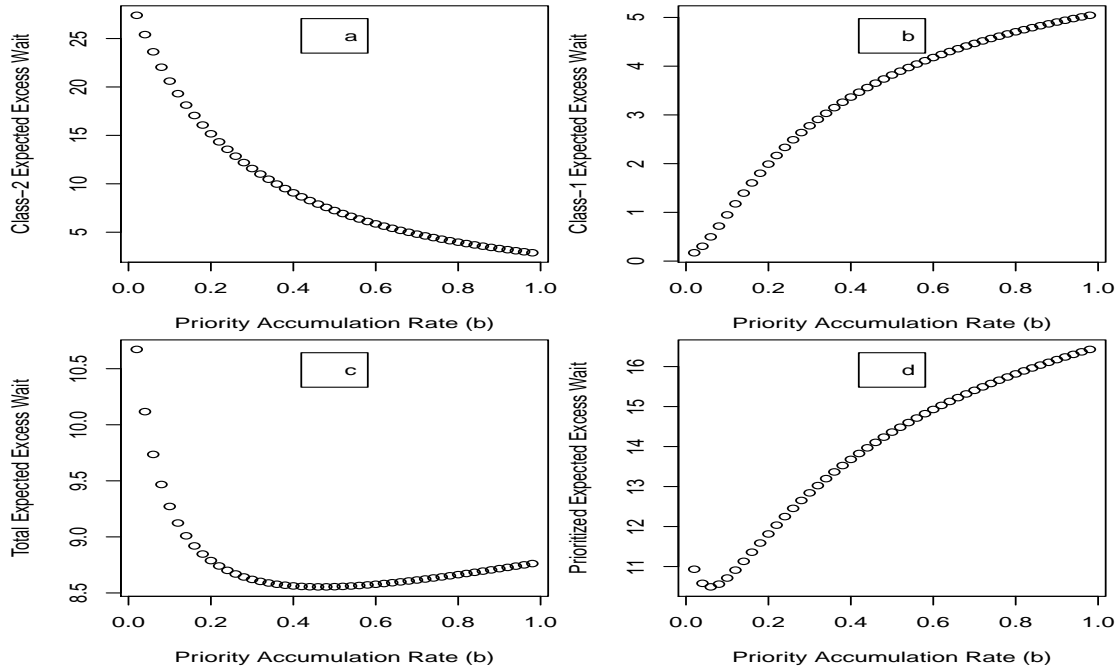 a
Class-2 Expected Excess Wait
5 10 15 20 25
0.0 0.2 0.4 0.6 0.8 1.0
Priority Accumulation Rate (b)
b
Class-1 Expected Excess Wait
0 1 2 3 4 5
0.0 0.2 0.4 0.6 0.8 1.0
Priority Accumulation Rate (b)
c
Total Expected Excess Wait
8.5 9.0 9.5 10.0 10.5
0.0 0.2 0.4 0.6 0.8 1.0
Priority Accumulation Rate (b)
d
Prioritized Expected Excess Wait
11 12 13 14 15 16
0.0 0.2 0.4 0.6 0.8 1.0
Priority Accumulation Rate (b)